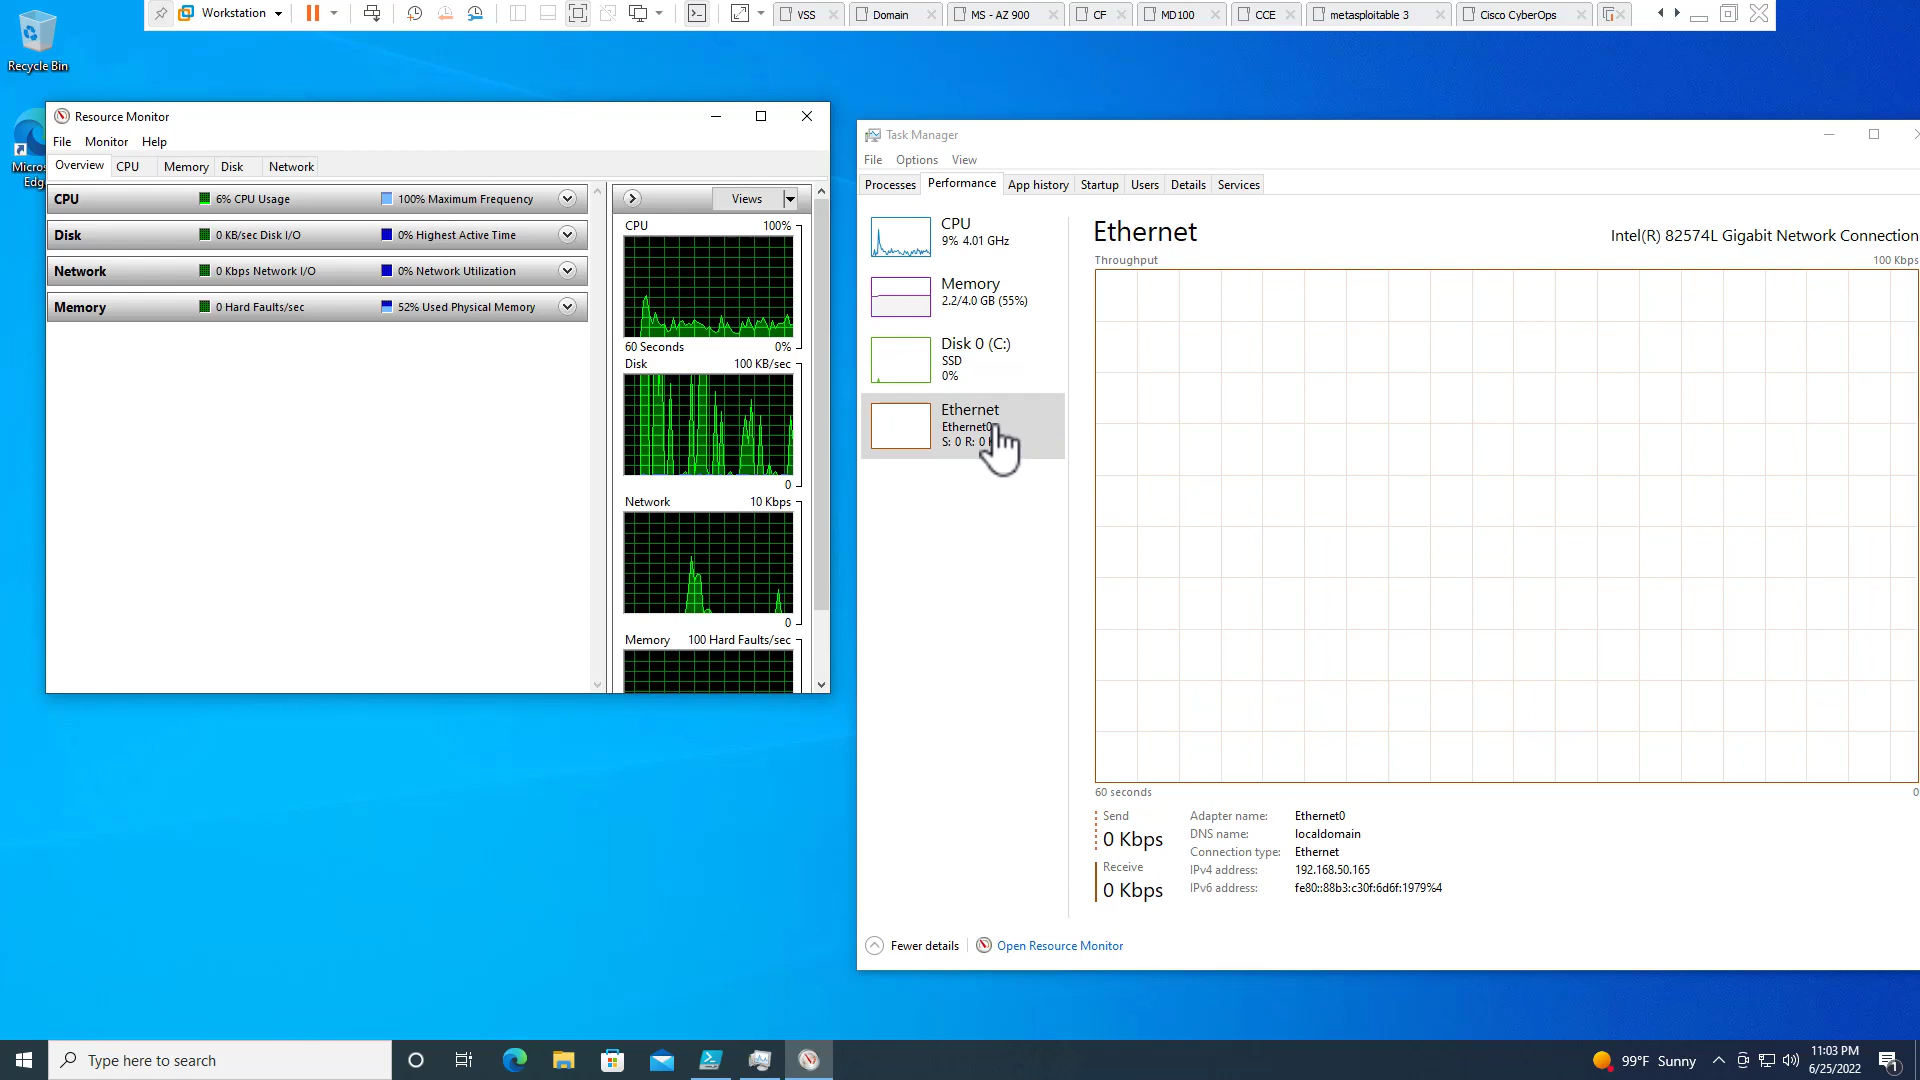 Workstation
VSS
Domain
MS - AZ 900
CF
MD100
CCE
metasploitable 3
Cisco CyberOps
Recycle Bin
Resource Monitor
File Monitor Help
Overview CPU Memory Disk Network
CPU 6% CPU Usage 100% Maximum Frequency
Disk 0 KB/sec Disk I/O 0% Highest Active Time
Network 0 Kbps Network I/O 0% Network Utilization
Memory 0 Hard Faults/sec 52% Used Physical Memory
Views
CPU 100%
60 Seconds 0%
Disk 100 KB/sec
0
Network 10 Kbps
0
Memory 100 Hard Faults/sec
Task Manager
File Options View
Processes Performance App history Startup Users Details Services
CPU
9% 4.01 GHz
Memory
2.2/4.0 GB (55%)
Disk 0 (C:)
SSD
0%
Ethernet
Ethernet0
S: 0 R: 0
Ethernet
Intel(R) 82574L Gigabit Network Connection
Throughput 100 Kbps
60 seconds 0
Send
0 Kbps
Receive
0 Kbps
Adapter name: Ethernet0
DNS name: localdomain
Connection type: Ethernet
IPv4 address: 192.168.50.165
IPv6 address: fe80::88b3:c30f:6d6f:1979%4
Fewer details
Open Resource Monitor
Type here to search
99°F Sunny
11:03 PM
6/25/2022
1